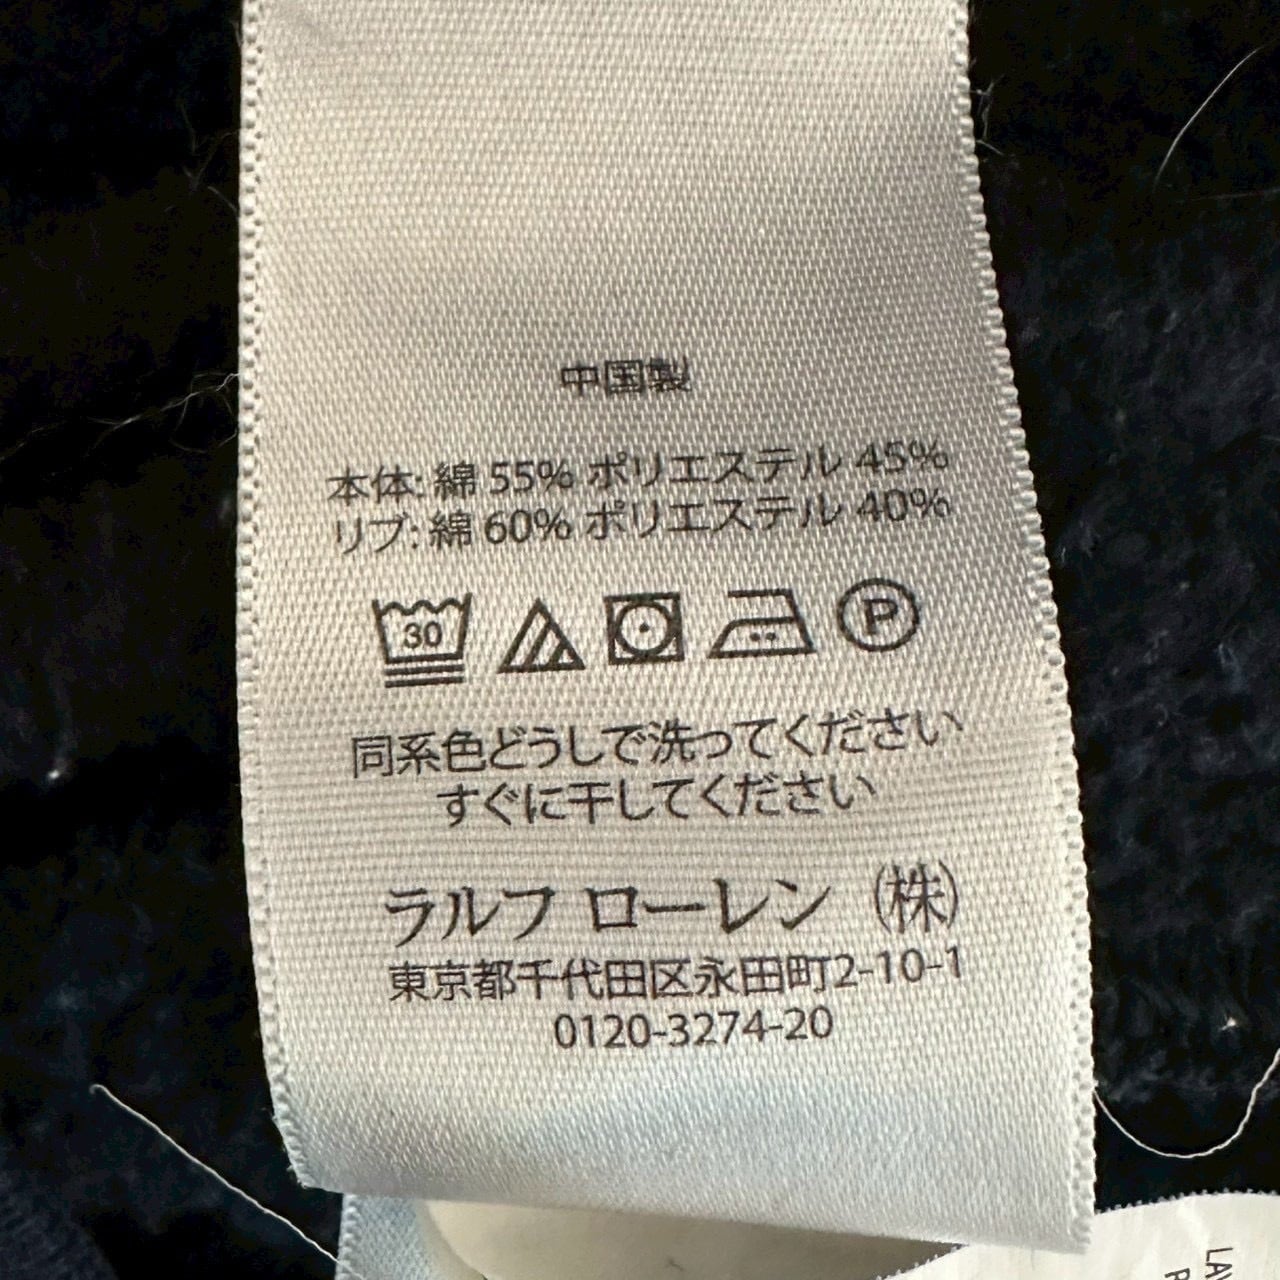 中国製
本体: 綿 55% ポリエステル 45%
リブ: 綿 60% ポリエステル 40%
30
P
同系色どうしで洗ってください
すぐに干してください
ラルフ ローレン (株)
東京都千代田区永田町2-10-1
0120-3274-20